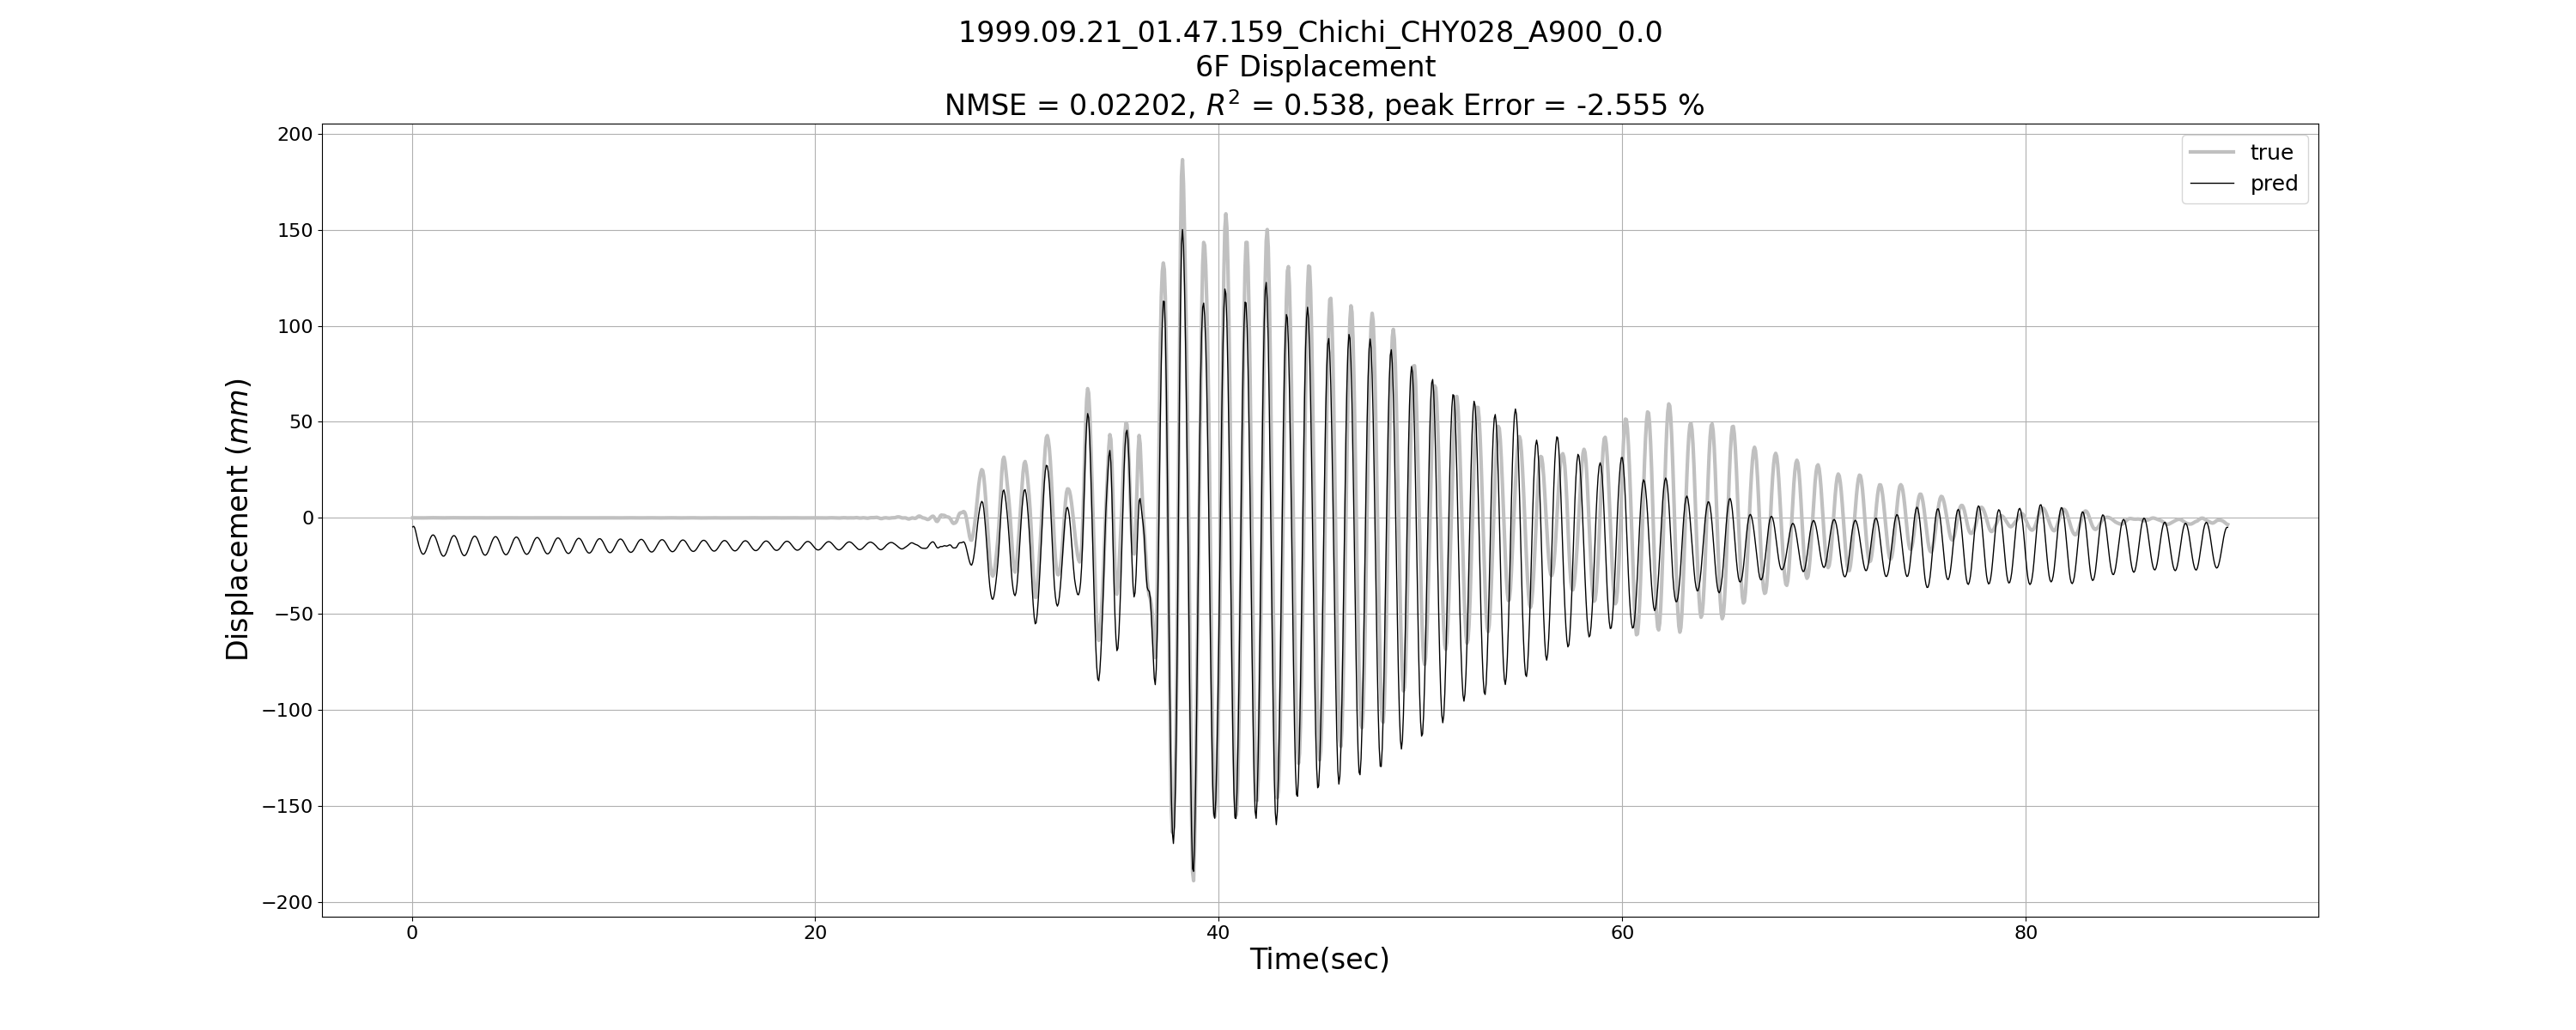 1999.09.21_01.47.159_Chichi_CHY028_A900_0.0
6F Displacement
NMSE = 0.02202, R² = 0.538, peak Error = -2.555 %
true
pred
200
150
100
50
0
−50
−100
−150
−200
Displacement (mm)
0 20 40 60 80
Time(sec)